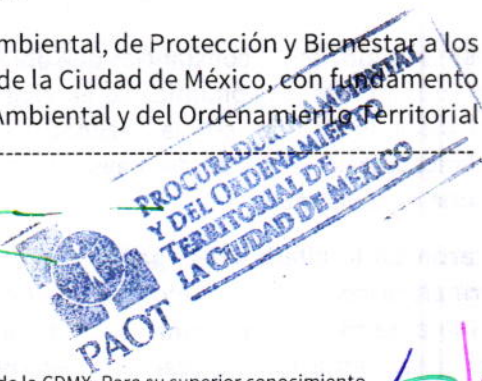 mbiental, de Protección y Bienestar a los
de la Ciudad de México, con fundamento
Ambiental y del Ordenamiento Territorial
PROCURADURÍA AMBIENTAL
Y DEL ORDENAMIENTO
TERRITORIAL DE
LA CIUDAD DE MÉXICO
PAOT
de la CDMX. Para su superior conocimiento